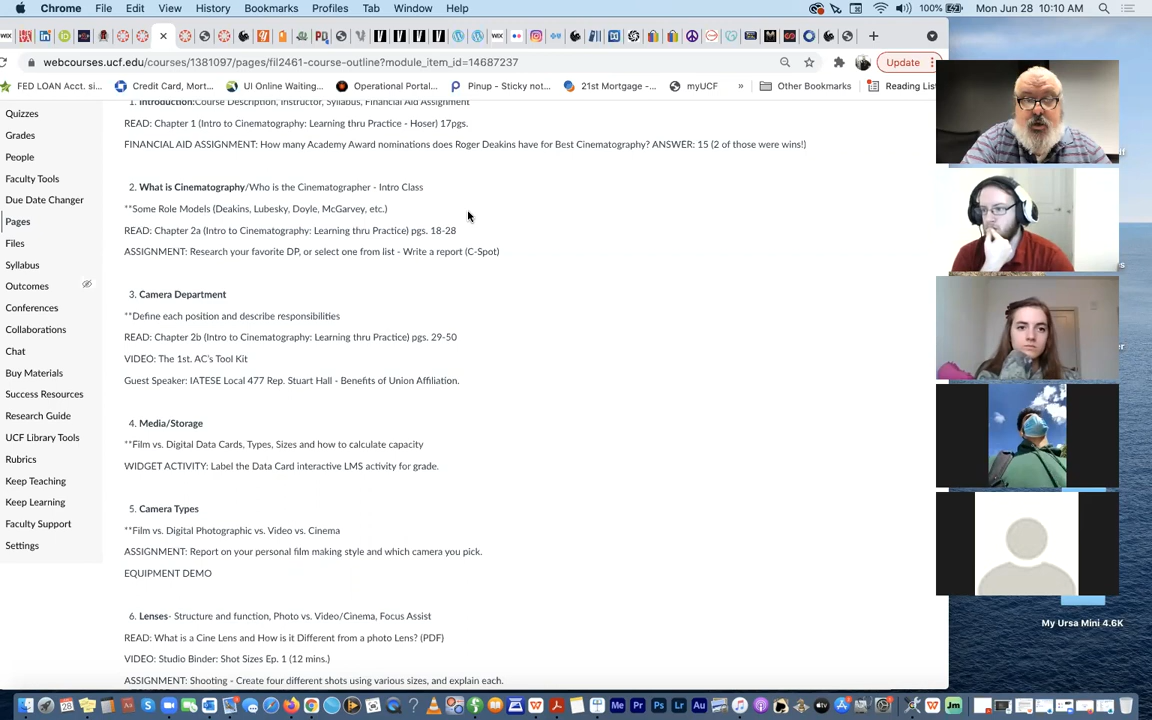 Chrome File Edit View History Bookmarks Profiles Tab Window Help 100% Mon Jun 28 10:10 AM
webcourses.ucf.edu/courses/1381097/pages/fil2461-course-outline?module_item_id=14687237 Update
FED LOAN Acct. si... Credit Card, Mort... UI Online Waiting... Operational Portal... Pinup - Sticky not... 21st Mortgage -... myUCF » Other Bookmarks Reading List
Quizzes
Grades
People
Faculty Tools
Due Date Changer
Pages
Files
Syllabus
Outcomes
Conferences
Collaborations
Chat
Buy Materials
Success Resources
Research Guide
UCF Library Tools
Rubrics
Keep Teaching
Keep Learning
Faculty Support
Settings
1. Introduction:Course Description, Instructor, Syllabus, Financial Aid Assignment
READ: Chapter 1 (Intro to Cinematography: Learning thru Practice - Hoser) 17pgs.
FINANCIAL AID ASSIGNMENT: How many Academy Award nominations does Roger Deakins have for Best Cinematography? ANSWER: 15 (2 of those were wins!)
2. What is Cinematography/Who is the Cinematographer - Intro Class
**Some Role Models (Deakins, Lubesky, Doyle, McGarvey, etc.)
READ: Chapter 2a (Intro to Cinematography: Learning thru Practice) pgs. 18-28
ASSIGNMENT: Research your favorite DP, or select one from list - Write a report (C-Spot)
3. Camera Department
**Define each position and describe responsibilities
READ: Chapter 2b (Intro to Cinematography: Learning thru Practice) pgs. 29-50
VIDEO: The 1st. AC's Tool Kit
Guest Speaker: IATESE Local 477 Rep. Stuart Hall - Benefits of Union Affiliation.
4. Media/Storage
**Film vs. Digital Data Cards, Types, Sizes and how to calculate capacity
WIDGET ACTIVITY: Label the Data Card interactive LMS activity for grade.
5. Camera Types
**Film vs. Digital Photographic vs. Video vs. Cinema
ASSIGNMENT: Report on your personal film making style and which camera you pick.
EQUIPMENT DEMO
6. Lenses- Structure and function, Photo vs. Video/Cinema, Focus Assist
READ: What is a Cine Lens and How is it Different from a photo Lens? (PDF)
VIDEO: Studio Binder: Shot Sizes Ep. 1 (12 mins.)
ASSIGNMENT: Shooting - Create four different shots using various sizes, and explain each.
My Ursa Mini 4.6K